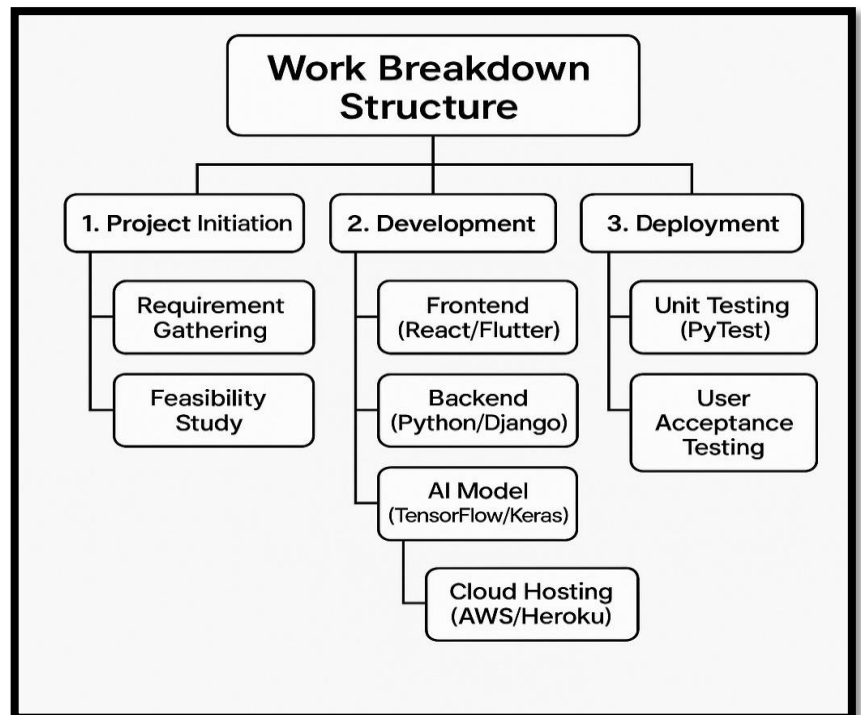 Work Breakdown
Structure
1. Project Initiation
Requirement
Gathering
Feasibility
Study
2. Development
Frontend
(React/Flutter)
Backend
(Python/Django)
AI Model
(TensorFlow/Keras)
Cloud Hosting
(AWS/Heroku)
3. Deployment
Unit Testing
(PyTest)
User
Acceptance
Testing